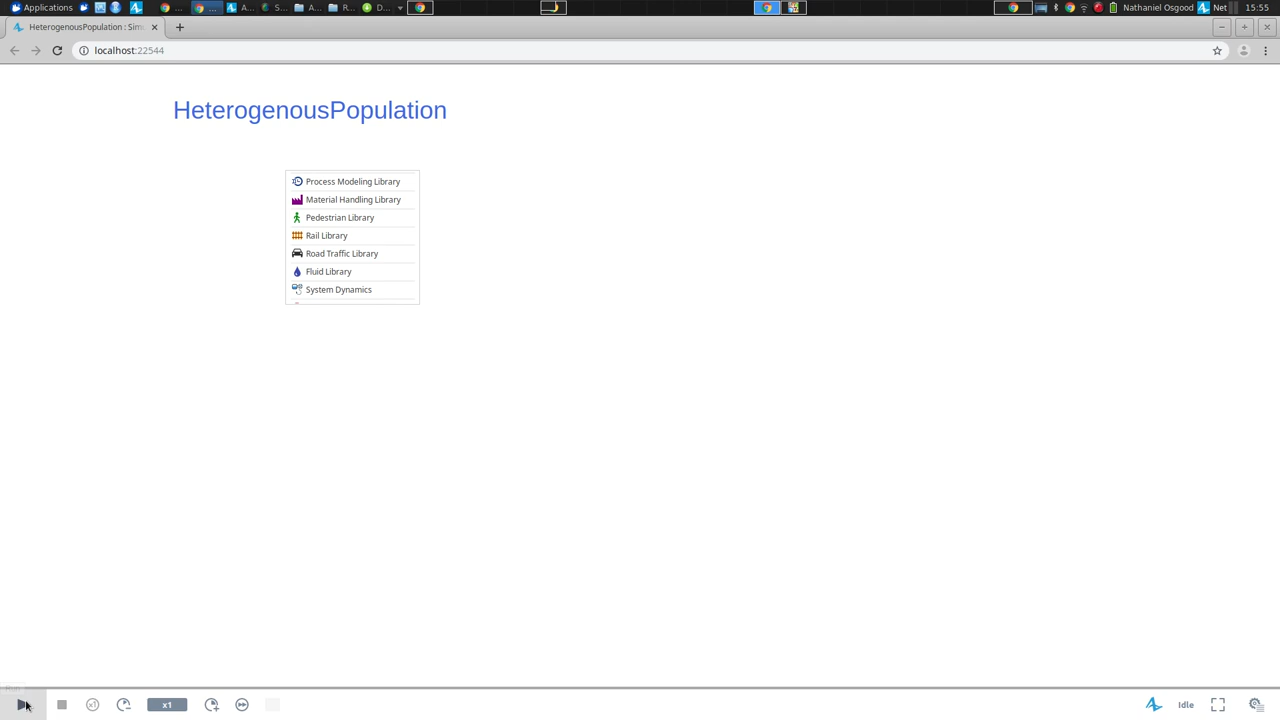 Applications
...
...
A...
S...
A...
R...
D...
Nathaniel Osgood
Net
15:55
HeterogenousPopulation : Sim
localhost:22544
HeterogenousPopulation
Process Modeling Library
Material Handling Library
Pedestrian Library
Rail Library
Road Traffic Library
Fluid Library
System Dynamics
x1
x1
Idle